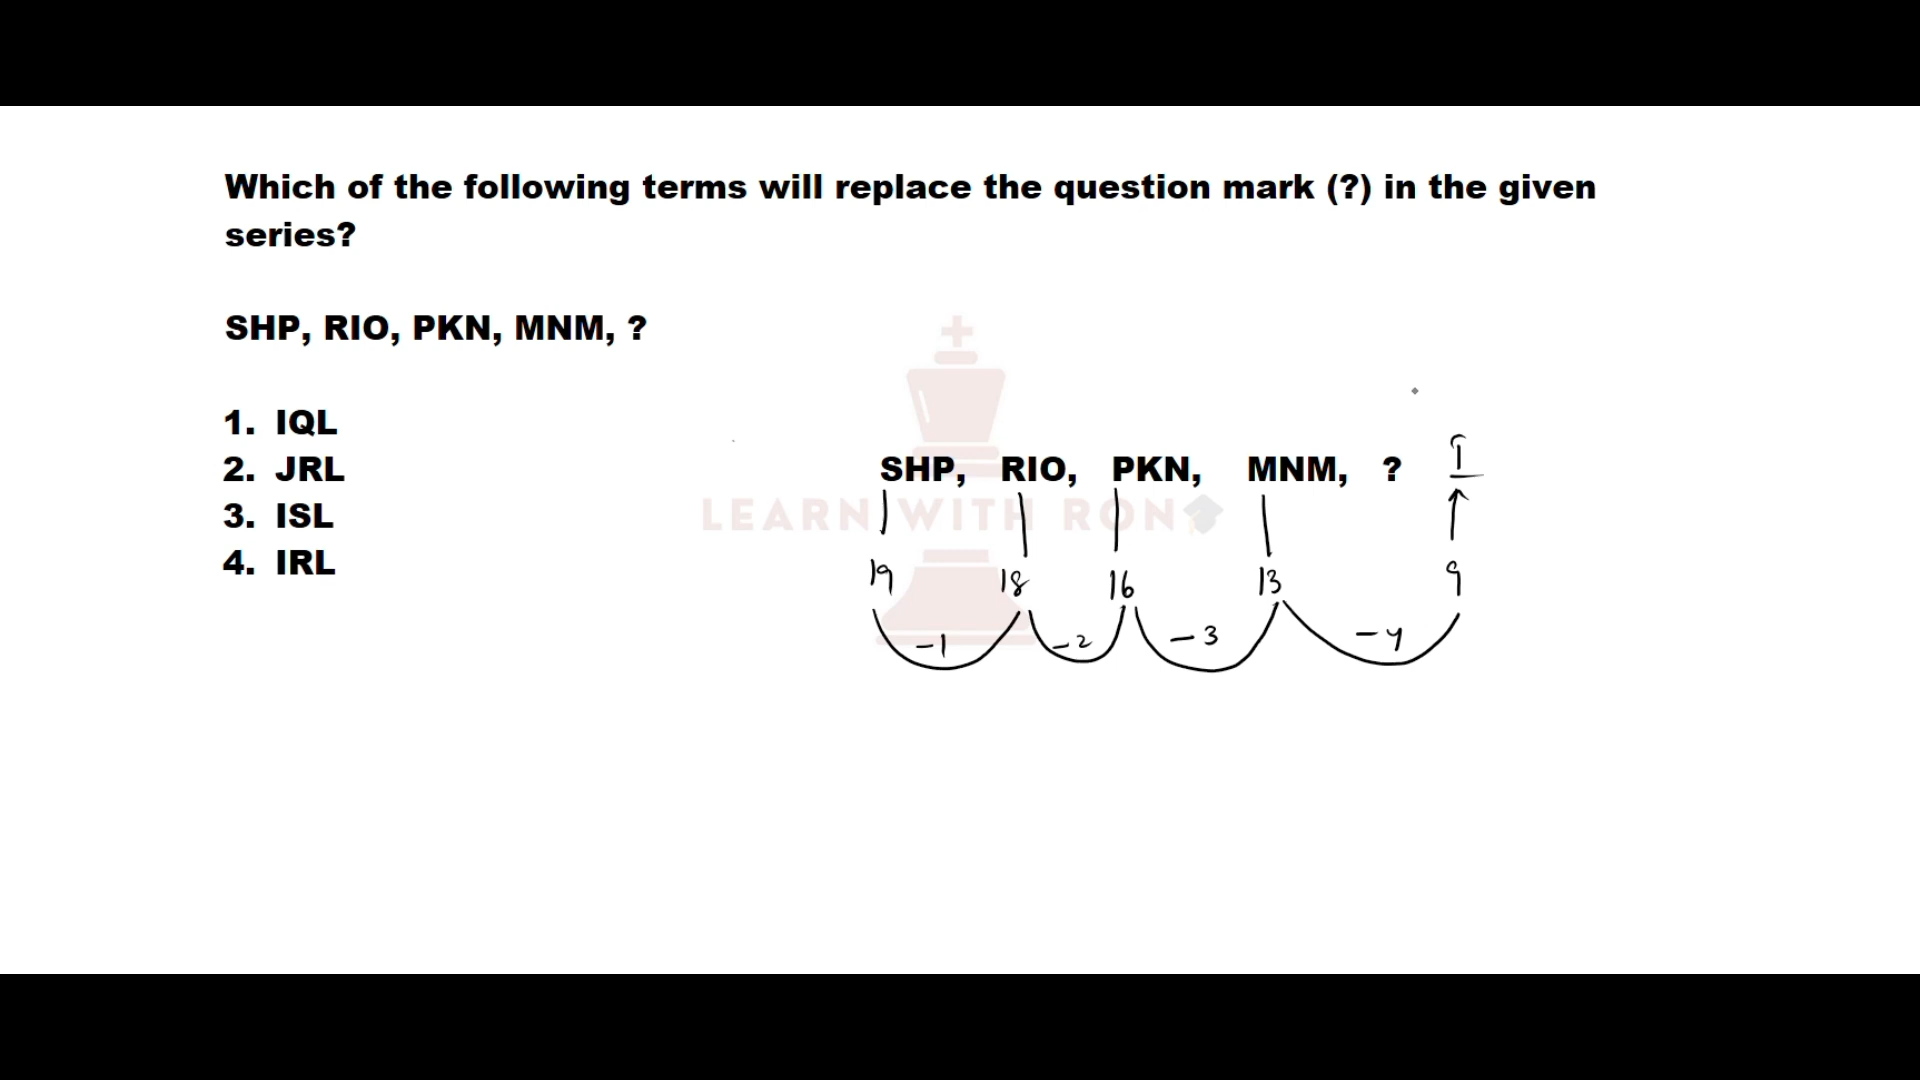 Which of the following terms will replace the question mark (?) in the given
series?
SHP, RIO, PKN, MNM, ?
1. IQL
2. JRL
3. ISL
4. IRL
SHP, RIO, PKN, MNM, ? I
LEARN WITH RON
19 18 16 13 9
-1 -2 -3 -4